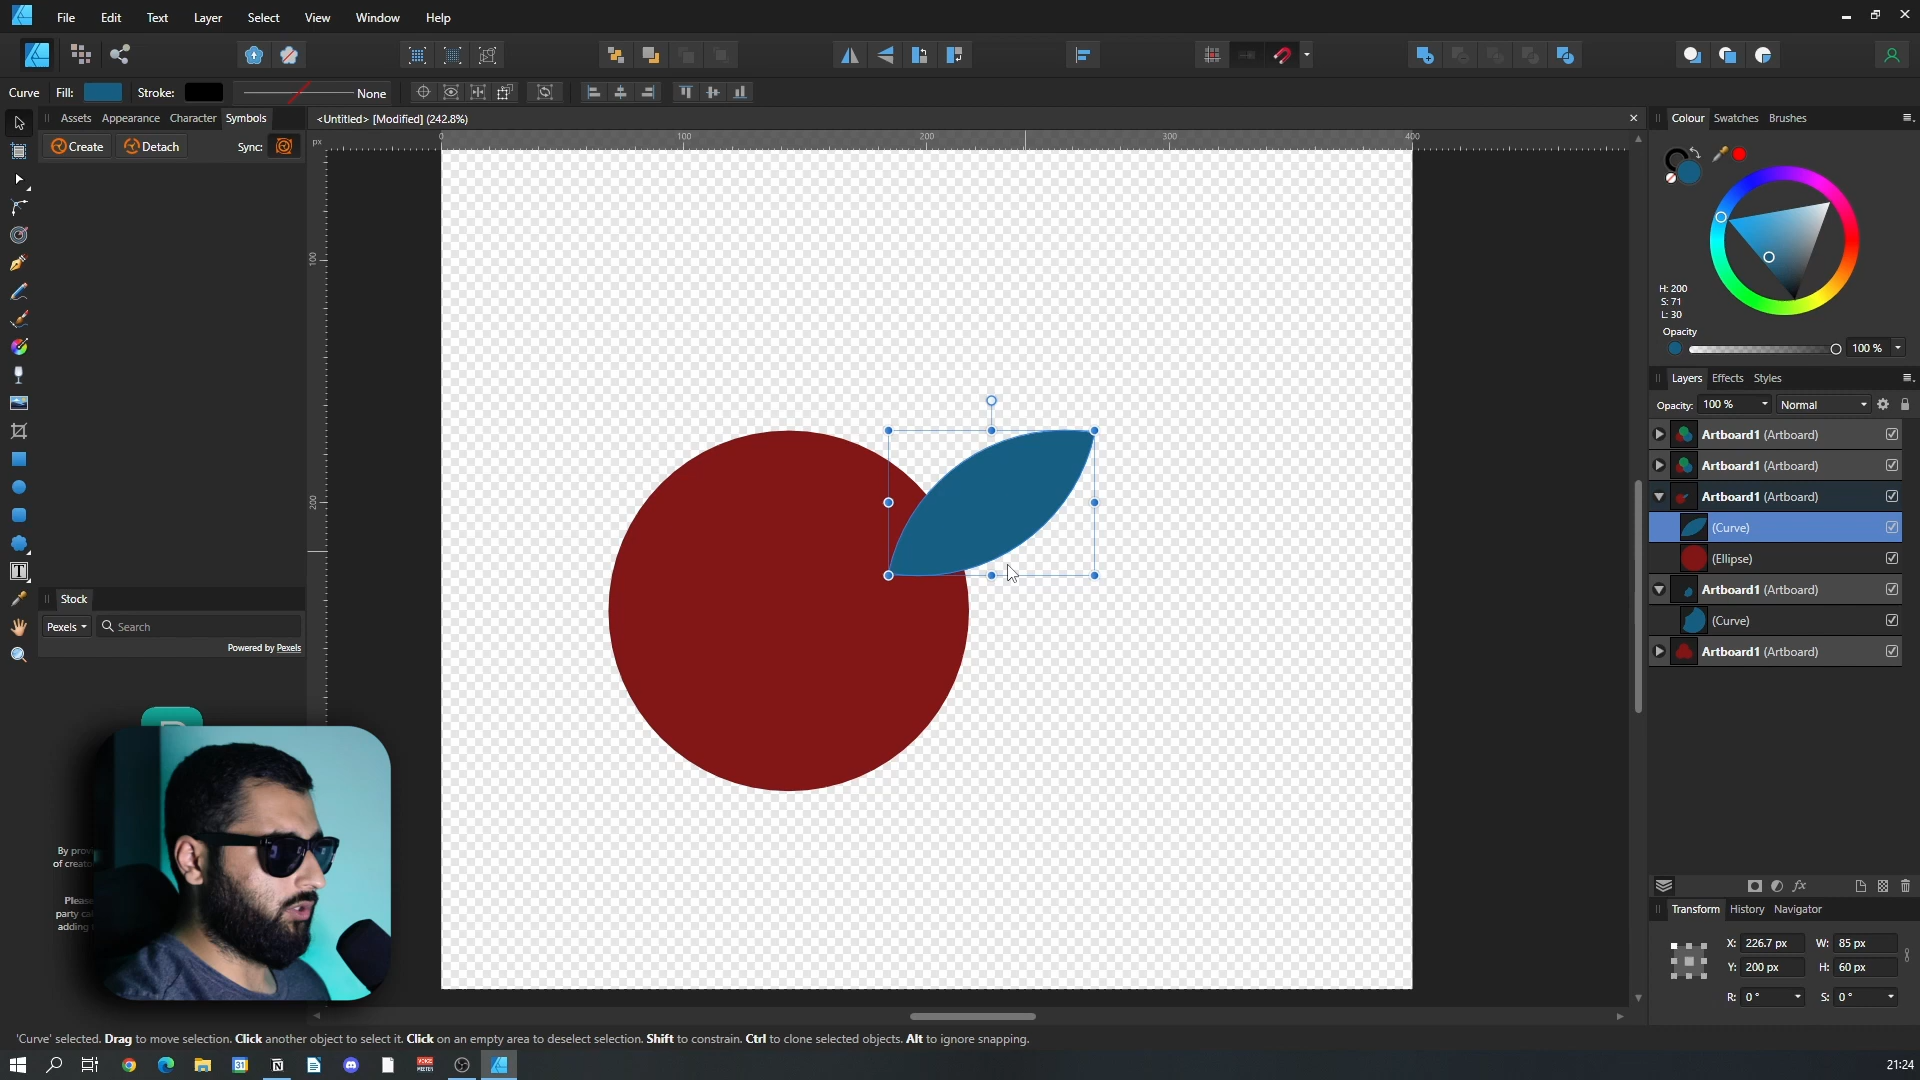 File Edit Text Layer Select View Window Help
Curve Fill: Stroke: None
Assets Appearance Character Symbols
<Untitled> [Modified] (242.8%)
Create Detach Sync:
px 0 100 200 300 400
100
200
Stock
Pexels Search
Powered by Pexels
By prov
of creato
Please
party ca
adding
Colour Swatches Brushes
H: 200
S: 71
L: 30
Opacity
100 %
Layers Effects Styles
Opacity: 100 % Normal
Artboard1 (Artboard)
Artboard1 (Artboard)
Artboard1 (Artboard)
(Curve)
(Ellipse)
Artboard1 (Artboard)
(Curve)
Artboard1 (Artboard)
fx
Transform History Navigator
X: 226.7 px W: 85 px
Y: 200 px H: 60 px
R: 0 ° S: 0 °
'Curve' selected. Drag to move selection. Click another object to select it. Click on an empty area to deselect selection. Shift to constrain. Ctrl to clone selected objects. Alt to ignore snapping.
21:24